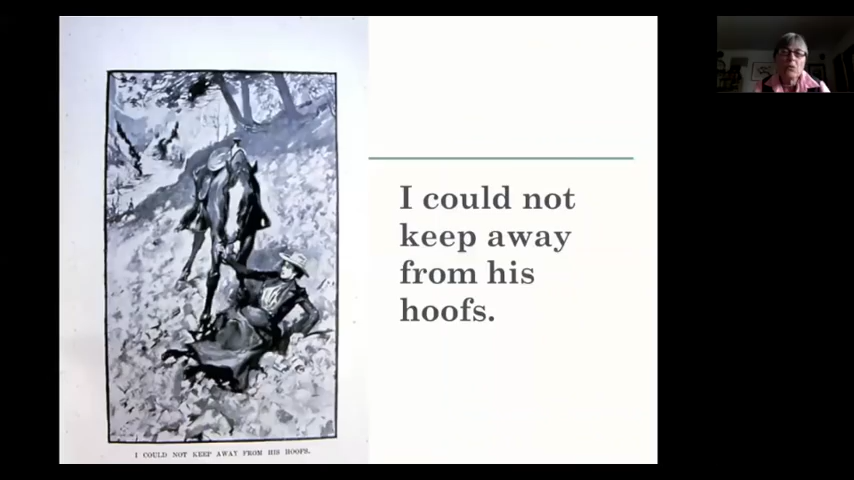 I could not
keep away
from his
hoofs.
I COULD NOT KEEP AWAY FROM HIS HOOFS.